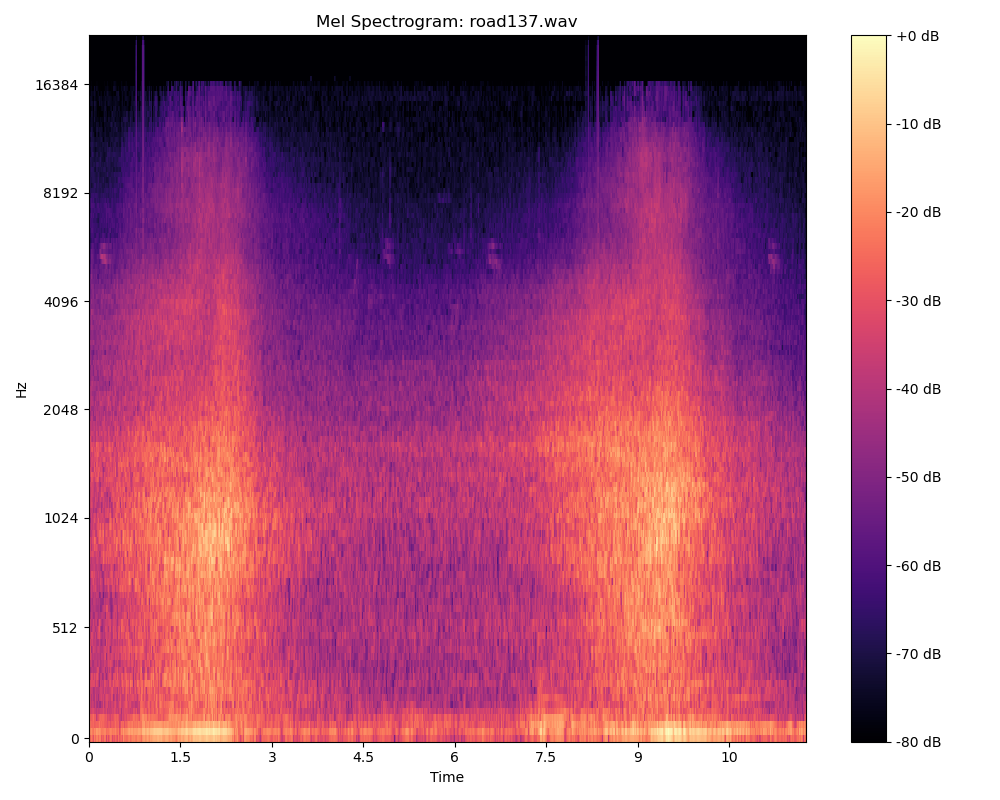 Mel Spectrogram: road137.wav
+0 dB
16384
-10 dB
8192
-20 dB
4096
-30 dB
Hz
2048
-40 dB
1024
-50 dB
512
-60 dB
0
-70 dB
-80 dB
0 1.5 3 4.5 6 7.5 9 10
Time